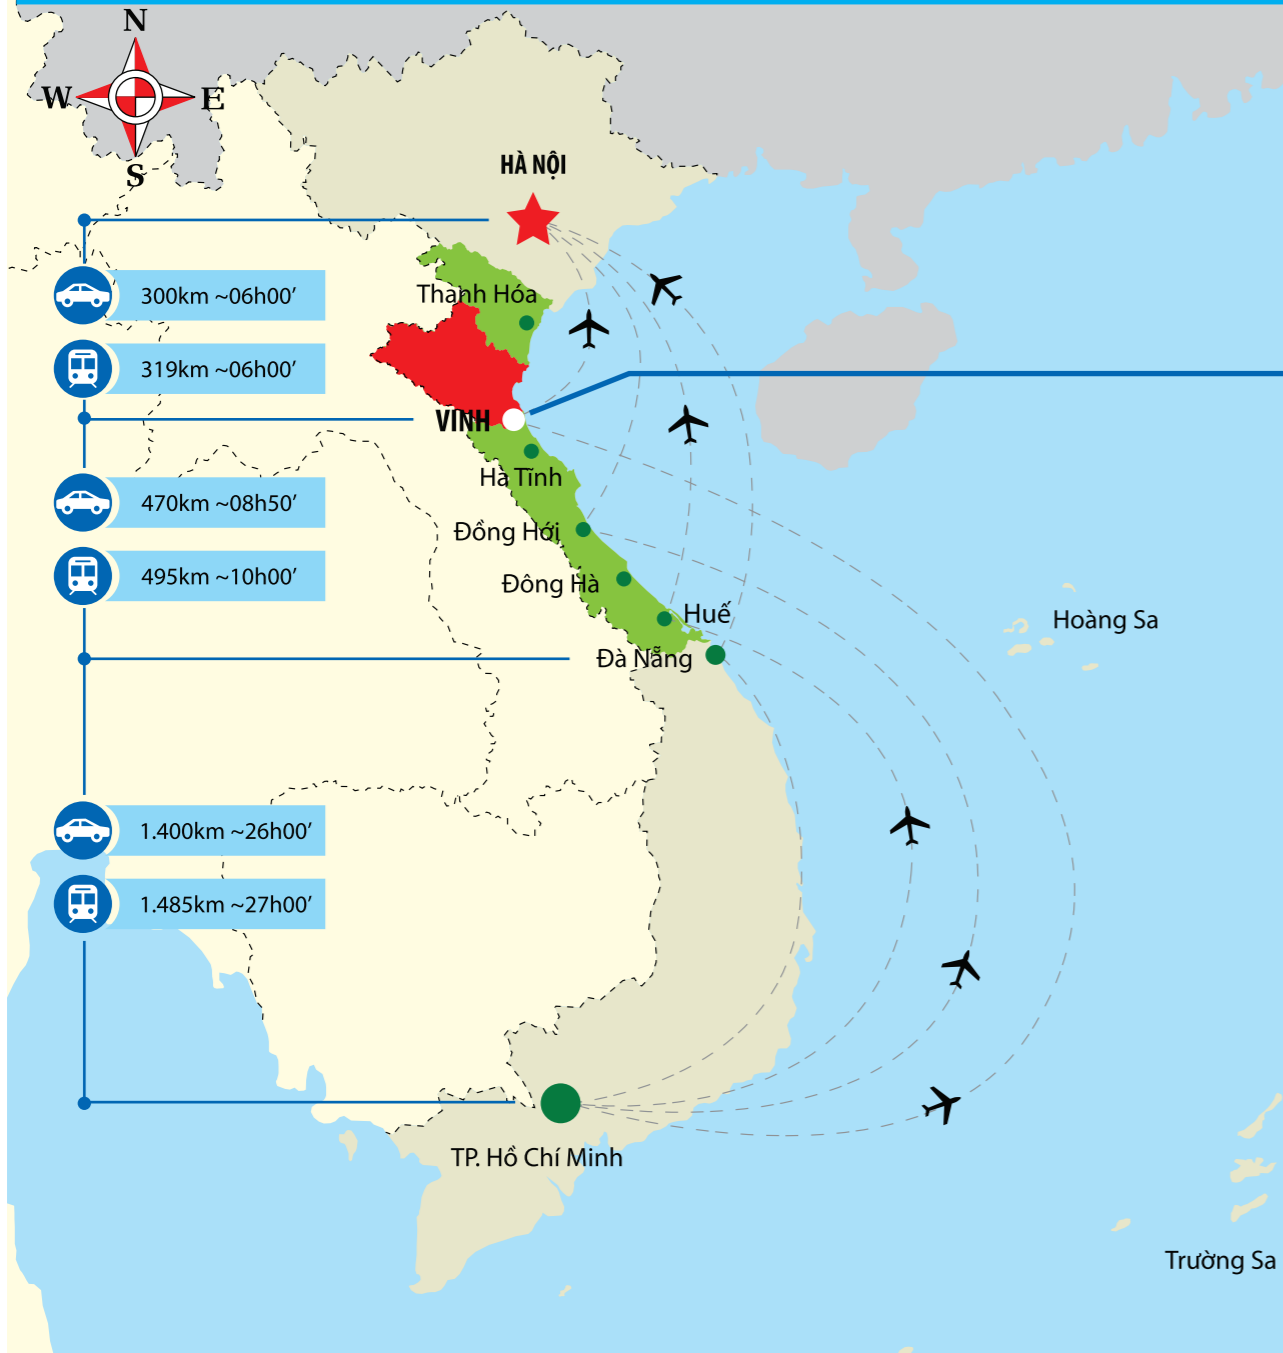 N
W
E
S
HÀ NỘI
300km ~06h00’
Thanh Hóa
319km ~06h00’
VINH
Hà Tĩnh
470km ~08h50’
Đồng Hới
495km ~10h00’
Đông Hà
Huế
Hoàng Sa
Đà Nẵng
1.400km ~26h00’
1.485km ~27h00’
TP. Hồ Chí Minh
Trường Sa